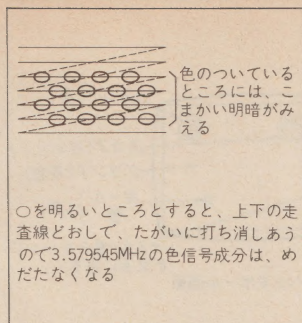 色のついている
ところには、こ
まかい明暗がみ
える
○を明るいところとすると、上下の走
査線どおしで、たがいに打ち消しあう
ので3.579545MHzの色信号成分は、め
だたなくなる